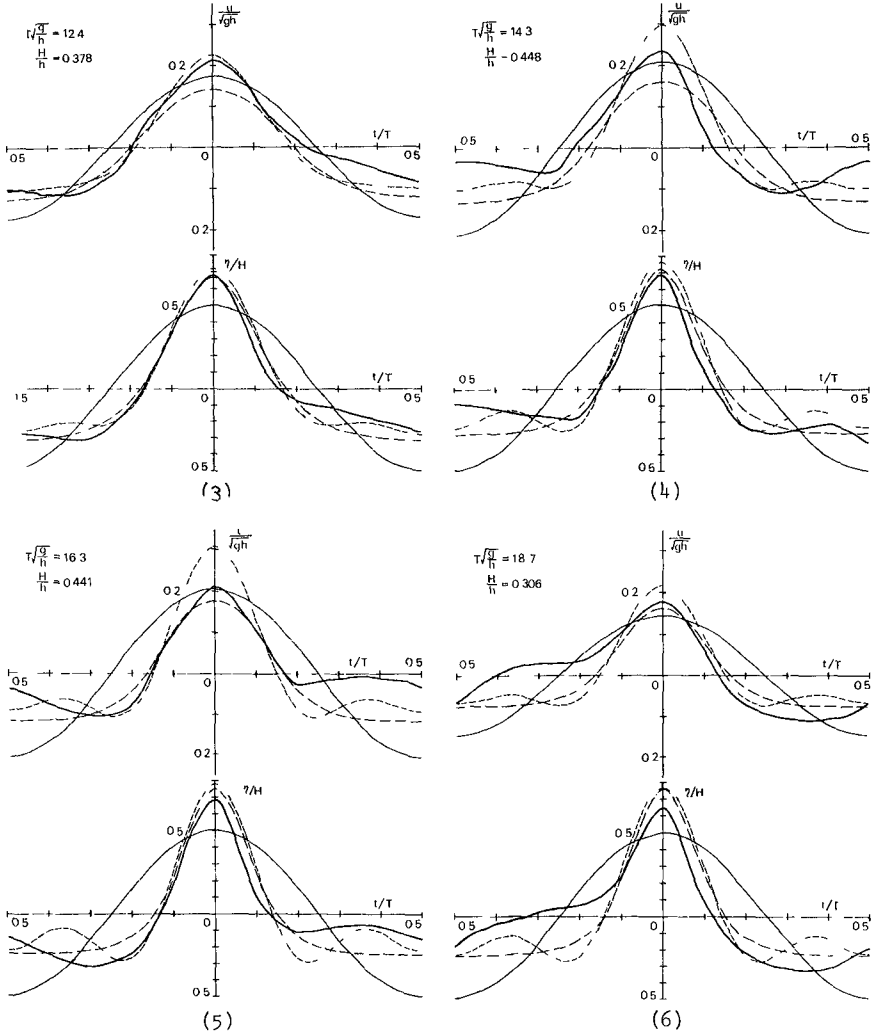 T√g/h = 12.4
H/h = 0.378
u/√gh
0.2
t/T
0.5
0
0.5
0.2
η/H
0.5
t/T
0
0.5
0.5
(3)
T√g/h = 14.3
H/h = 0.448
u/√gh
0.2
t/T
0.5
0
0.5
0.2
η/H
0.5
t/T
0.5
0
0.5
0.5
(4)
T√g/h = 16.3
H/h = 0.441
√gh
0.2
t/T
0.5
0.5
0
0.2
η/H
0.5
t/T
0.5
0
0.5
0.5
(5)
T√g/h = 18.7
H/h = 0.306
u/√gh
0.2
0.5
t/T
0.5
0
0.2
η/H
0.5
0.5
0
0.5
0.5
(6)